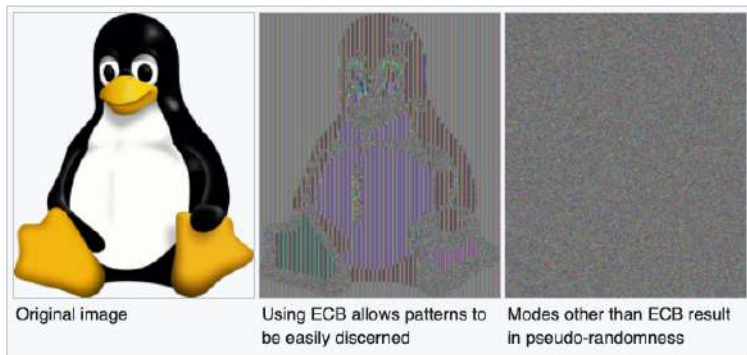 Original image
Using ECB allows patterns to
be easily discerned
Modes other than ECB result
in pseudo-randomness